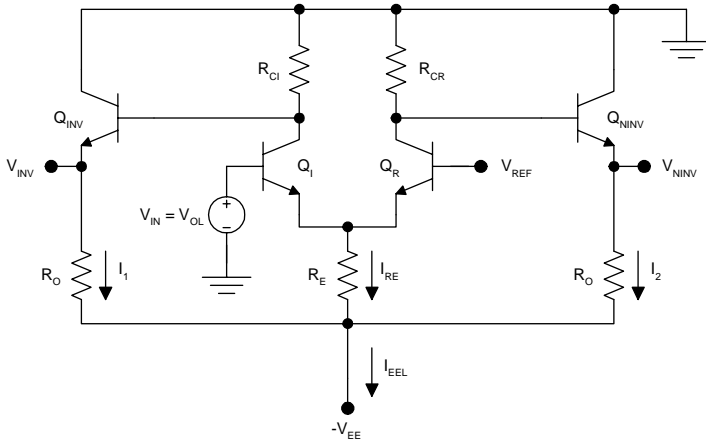 R_CI
R_CR
Q_INV
Q_NINV
V_INV
Q_I
Q_R
V_REF
V_NINV
V_IN = V_OL
+
−
R_O
I_1
R_E
I_RE
R_O
I_2
I_EEL
-V_EE